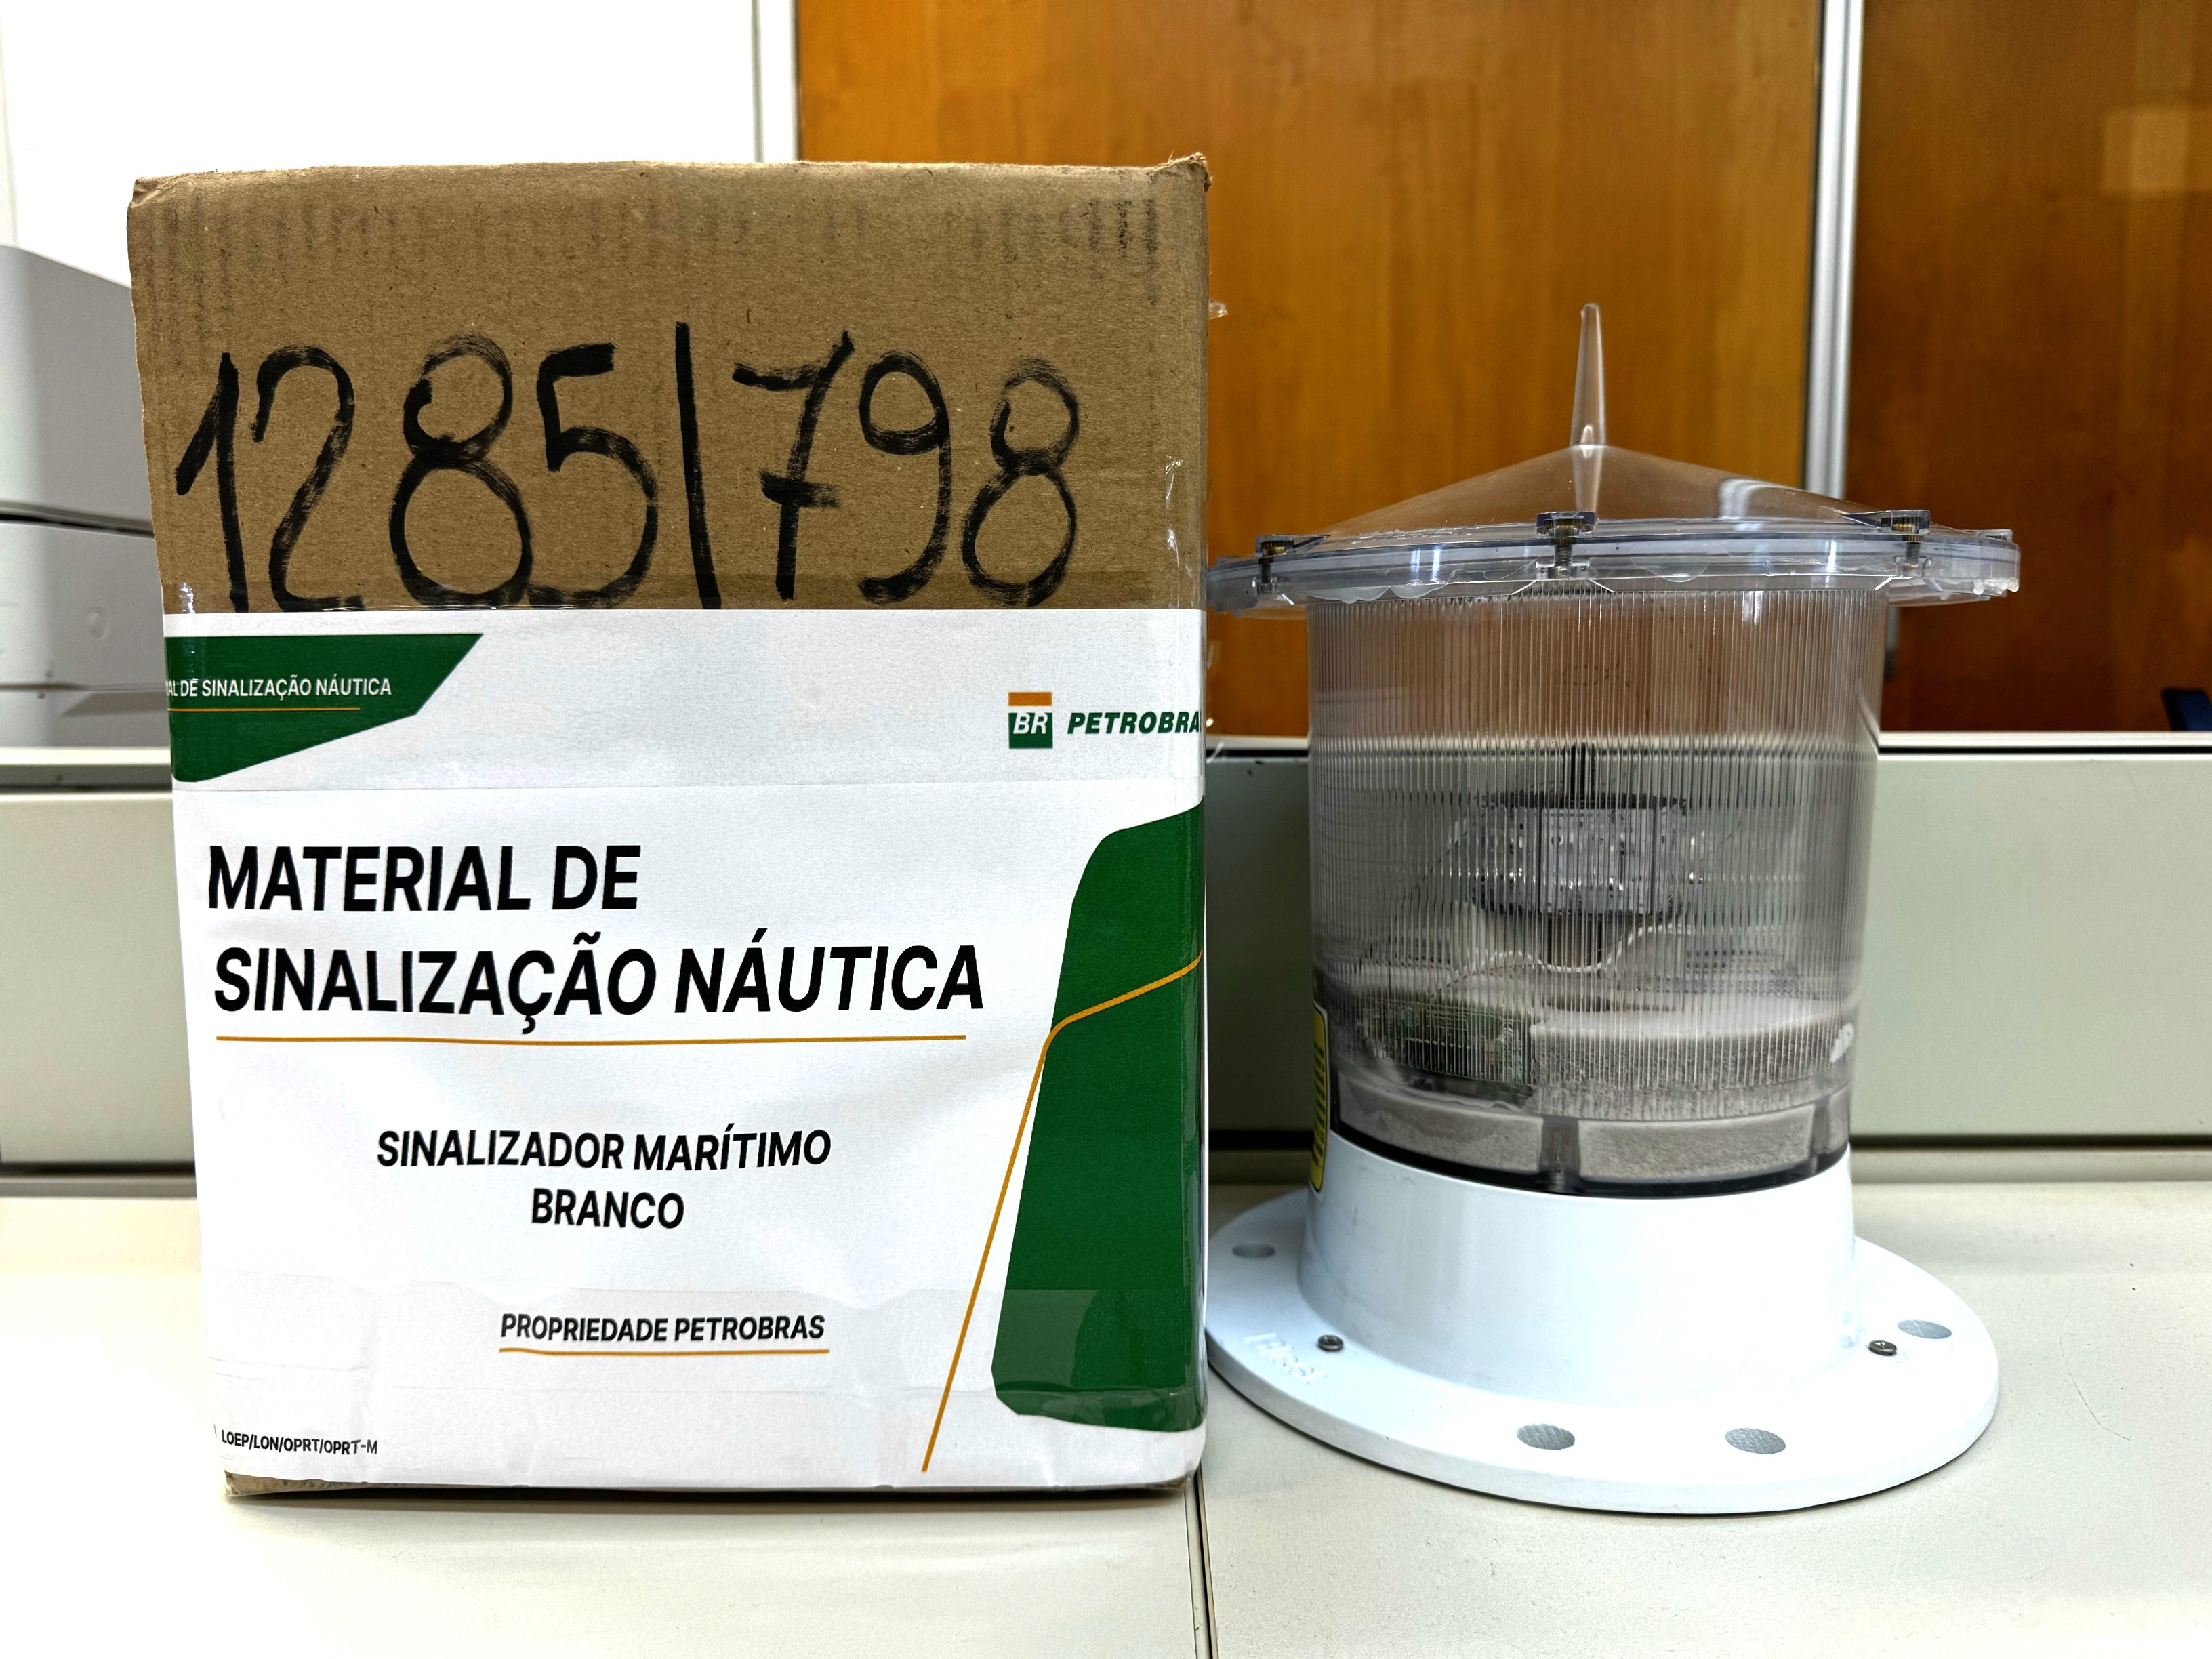 1285/798
AL DE SINALIZAÇÃO NÁUTICA
BR PETROBRA
MATERIAL DE
SINALIZAÇÃO NÁUTICA
SINALIZADOR MARÍTIMO
BRANCO
PROPRIEDADE PETROBRAS
LOEP/LON/OPRT/OPRT-M